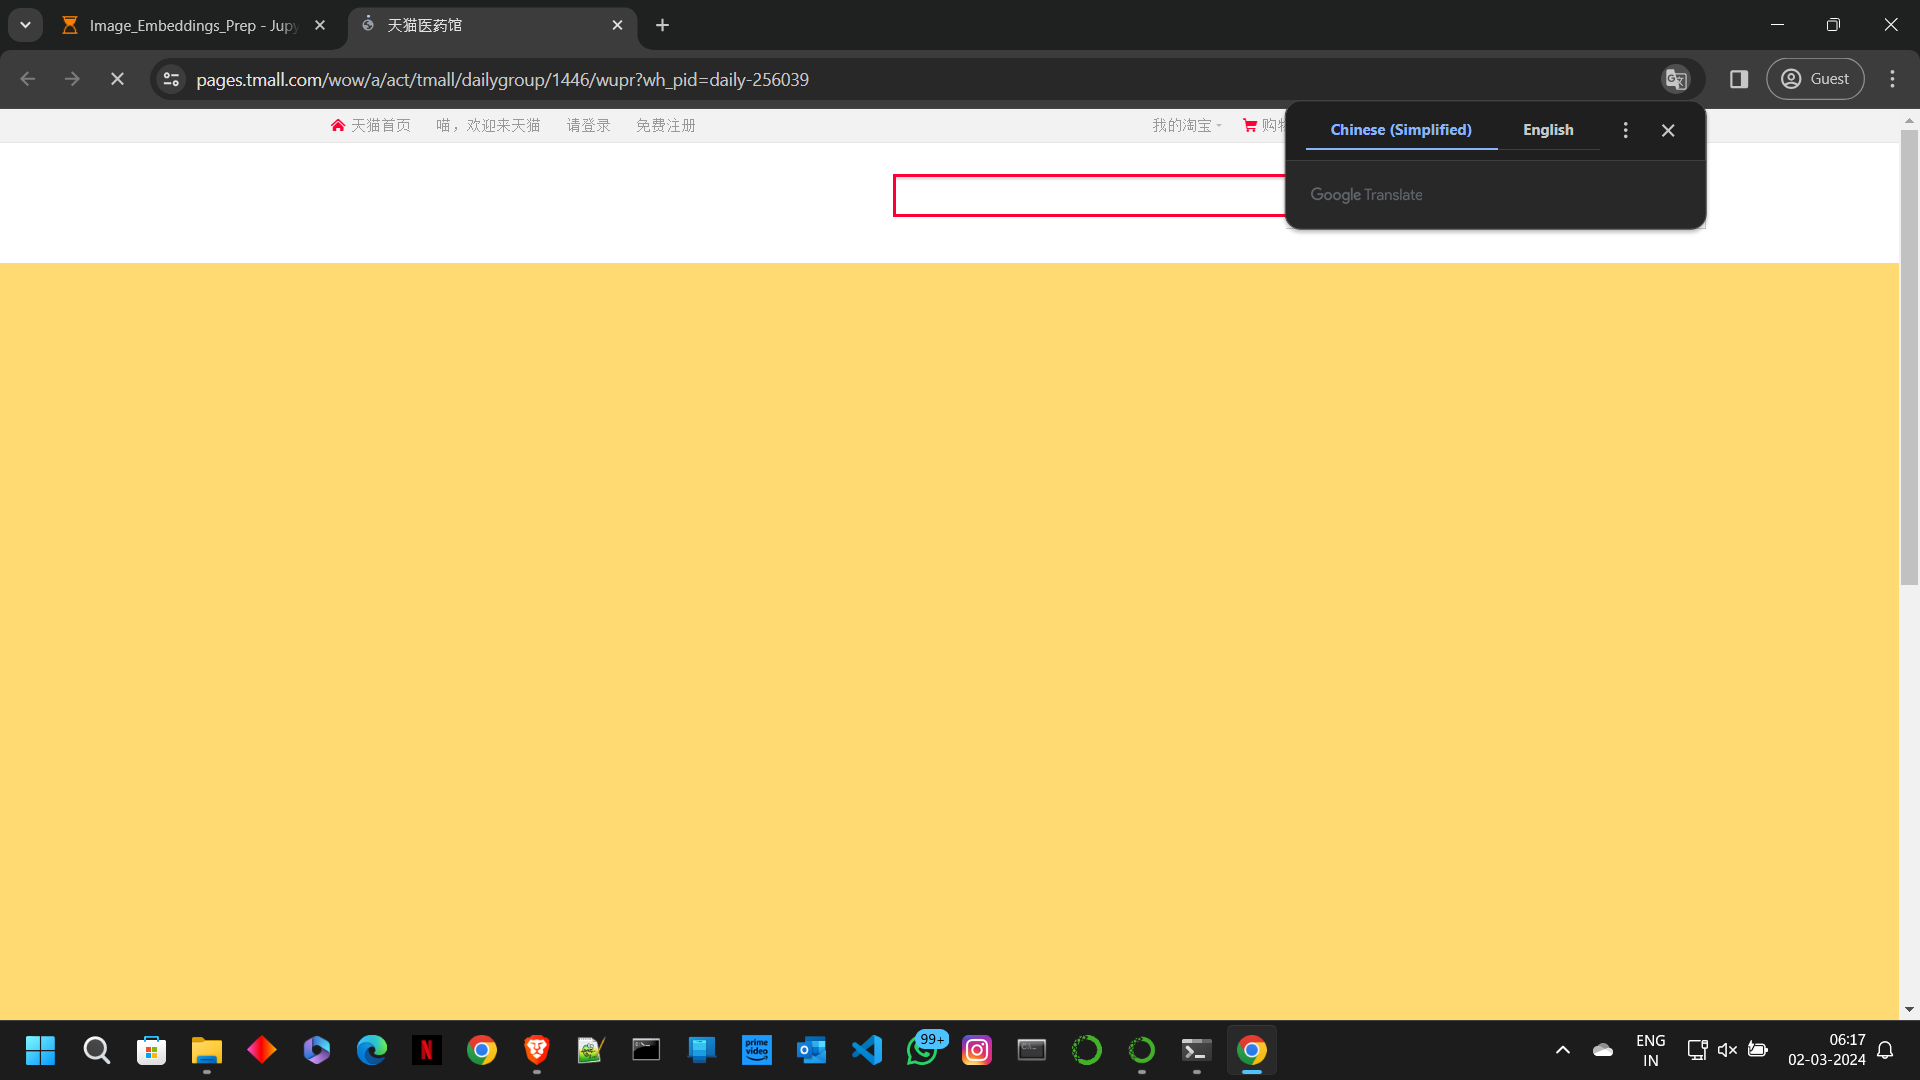 Image_Embeddings_Prep - Jupy
天猫医药馆
pages.tmall.com/wow/a/act/tmall/dailygroup/1446/wupr?wh_pid=daily-256039
Guest
天猫首页 喵，欢迎来天猫 请登录 免费注册 我的淘宝 购物
Chinese (Simplified) English
Google Translate
N
prime video
99+
ENG
IN
06:17
02-03-2024